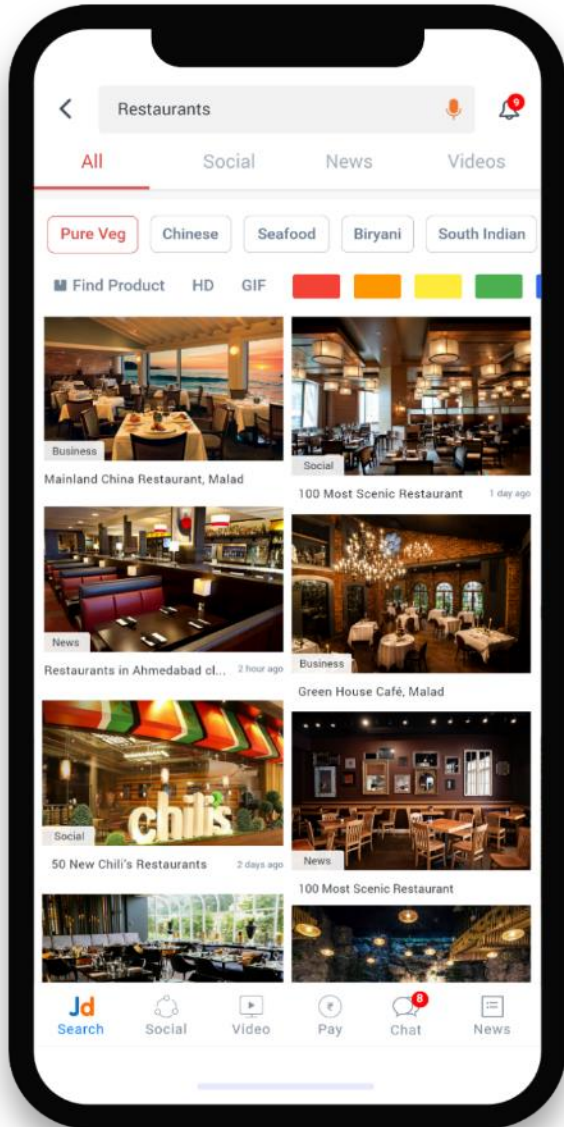 Restaurants
9
All Social News Videos
Pure Veg Chinese Seafood Biryani South Indian
Find Product HD GIF
Business
Mainland China Restaurant, Malad
Social
100 Most Scenic Restaurant 1 day ago
News
Restaurants in Ahmedabad cl... 2 hour ago
Business
Green House Café, Malad
chili's
Social
50 New Chili's Restaurants 2 days ago
News
100 Most Scenic Restaurant
Jd
8
₹
Search Social Video Pay Chat News